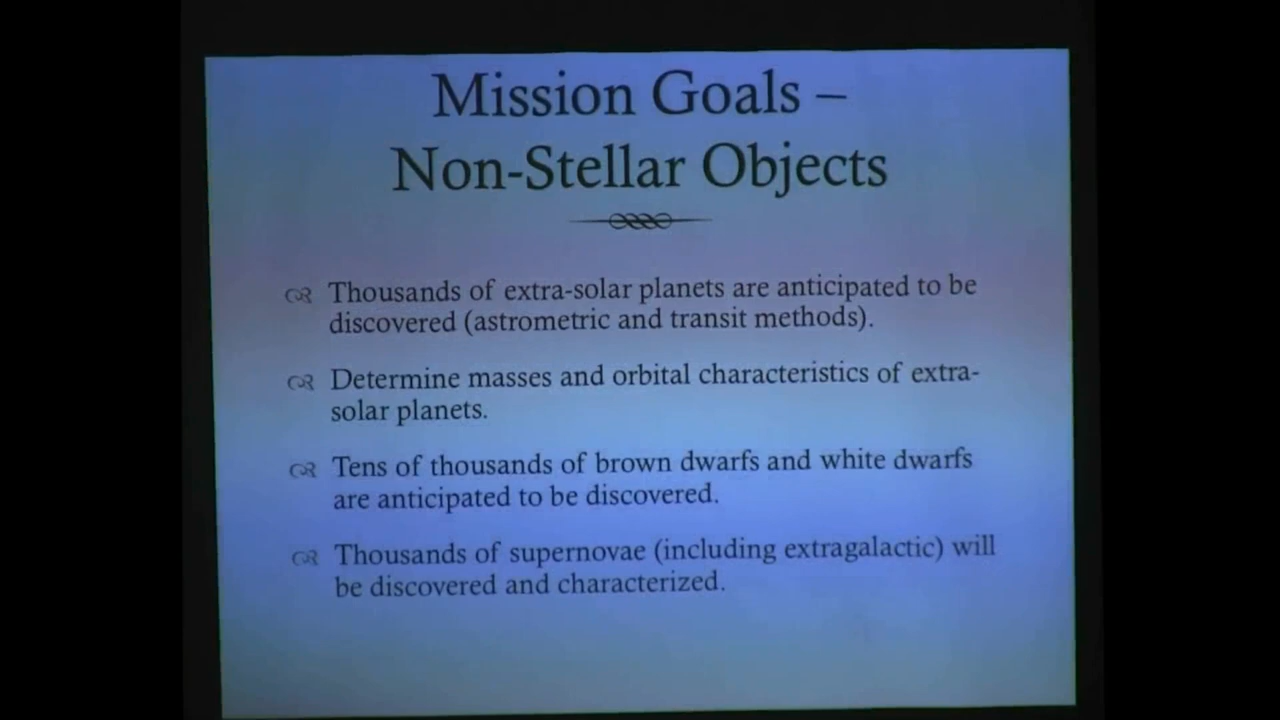 Mission Goals –
Non-Stellar Objects
Thousands of extra-solar planets are anticipated to be
discovered (astrometric and transit methods).
Determine masses and orbital characteristics of extra-
solar planets.
Tens of thousands of brown dwarfs and white dwarfs
are anticipated to be discovered.
Thousands of supernovae (including extragalactic) will
be discovered and characterized.